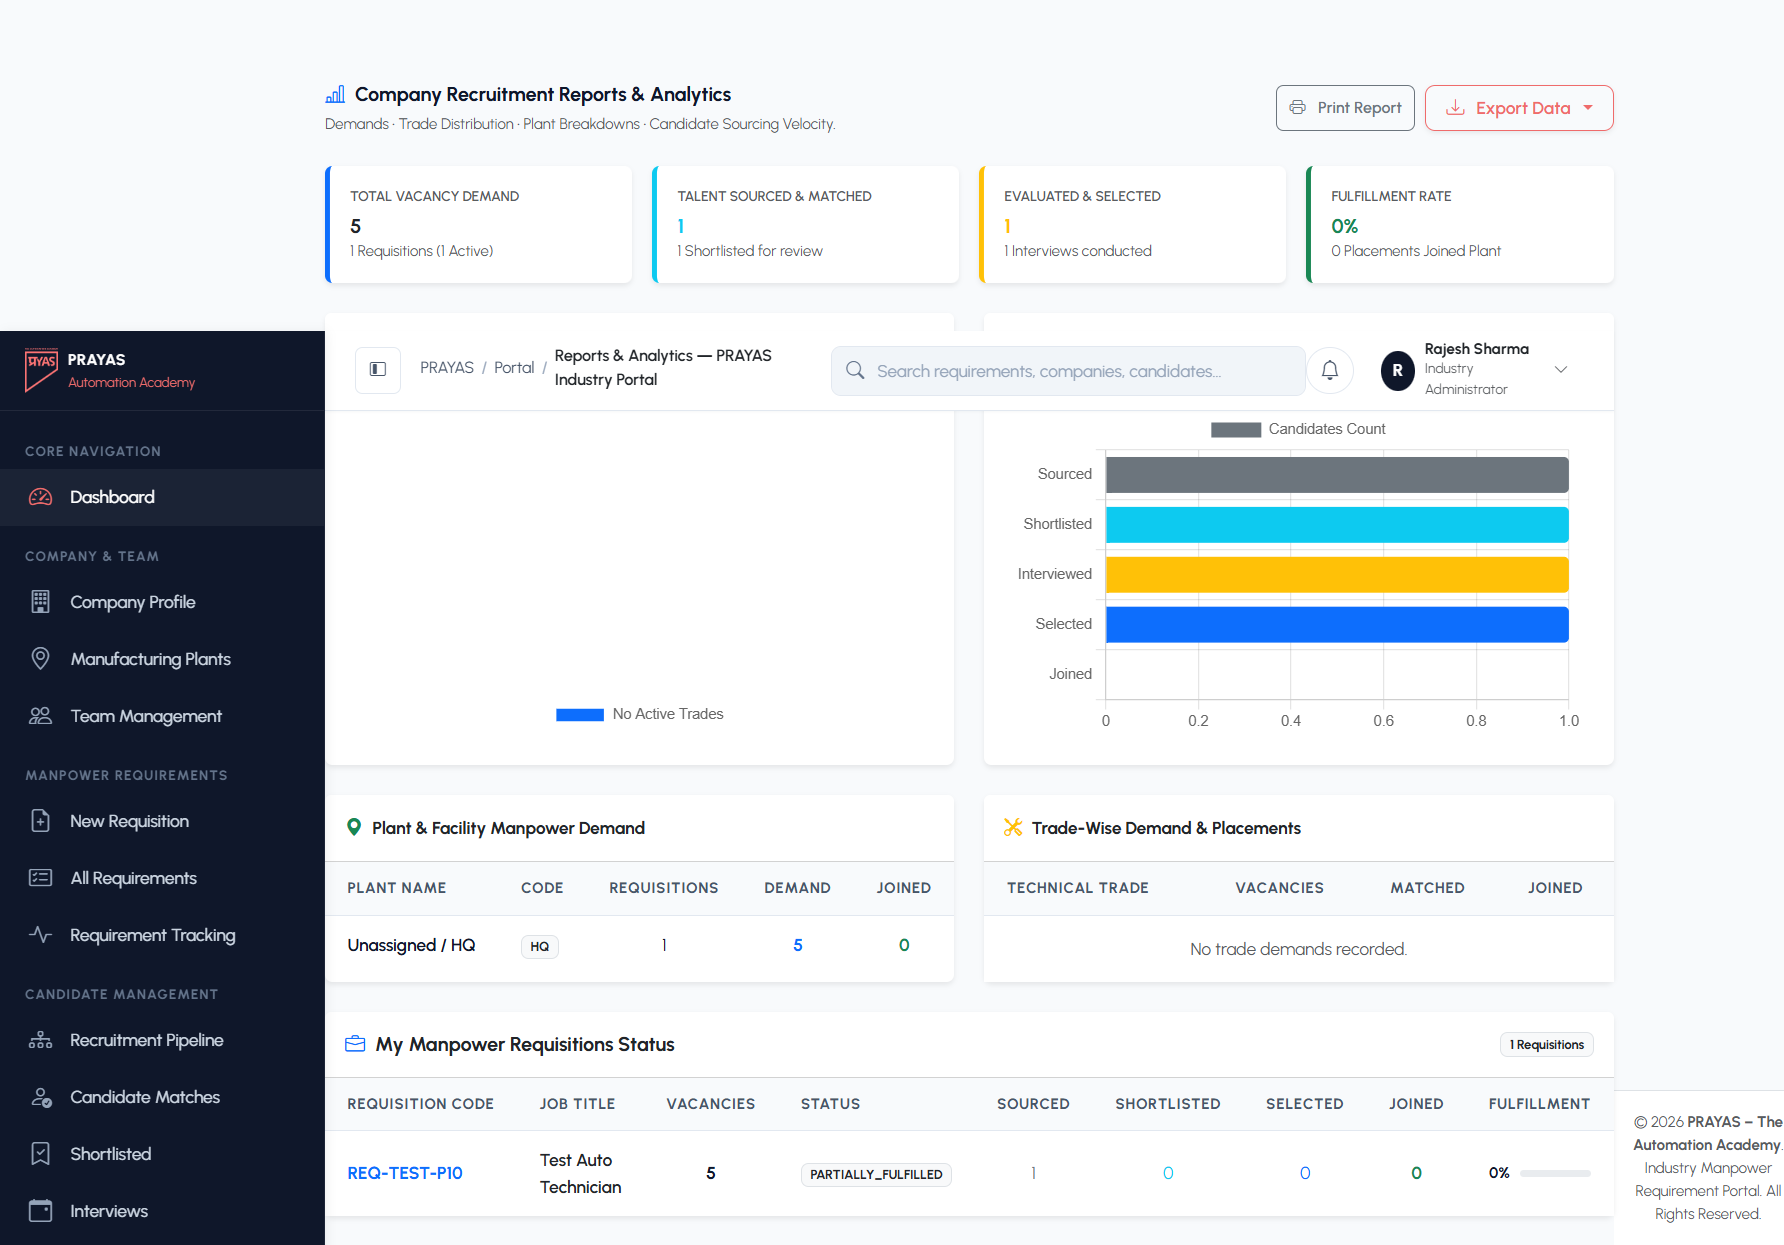 Company Recruitment Reports & Analytics
Demands · Trade Distribution · Plant Breakdowns · Candidate Sourcing Velocity.
Print Report
Export Data
TOTAL VACANCY DEMAND
5
1 Requisitions (1 Active)
TALENT SOURCED & MATCHED
1
1 Shortlisted for review
EVALUATED & SELECTED
1
1 Interviews conducted
FULFILLMENT RATE
0%
0 Placements Joined Plant
PRAYAS
Automation Academy
PRAYAS / Portal / Reports & Analytics — PRAYAS
Industry Portal
Search requirements, companies, candidates...
R
Rajesh Sharma
Industry
Administrator
CORE NAVIGATION
Dashboard
COMPANY & TEAM
Company Profile
Manufacturing Plants
Team Management
MANPOWER REQUIREMENTS
New Requisition
All Requirements
Requirement Tracking
CANDIDATE MANAGEMENT
Recruitment Pipeline
Candidate Matches
Shortlisted
Interviews
No Active Trades
Candidates Count
Sourced
Shortlisted
Interviewed
Selected
Joined
0 0.2 0.4 0.6 0.8 1.0
Plant & Facility Manpower Demand
PLANT NAME CODE REQUISITIONS DEMAND JOINED
Unassigned / HQ HQ 1 5 0
Trade-Wise Demand & Placements
TECHNICAL TRADE VACANCIES MATCHED JOINED
No trade demands recorded.
My Manpower Requisitions Status
1 Requisitions
REQUISITION CODE JOB TITLE VACANCIES STATUS SOURCED SHORTLISTED SELECTED JOINED FULFILLMENT
REQ-TEST-P10 Test Auto Technician 5 PARTIALLY_FULFILLED 1 0 0 0 0%
© 2026 PRAYAS – The
Automation Academy.
Industry Manpower
Requirement Portal. All
Rights Reserved.